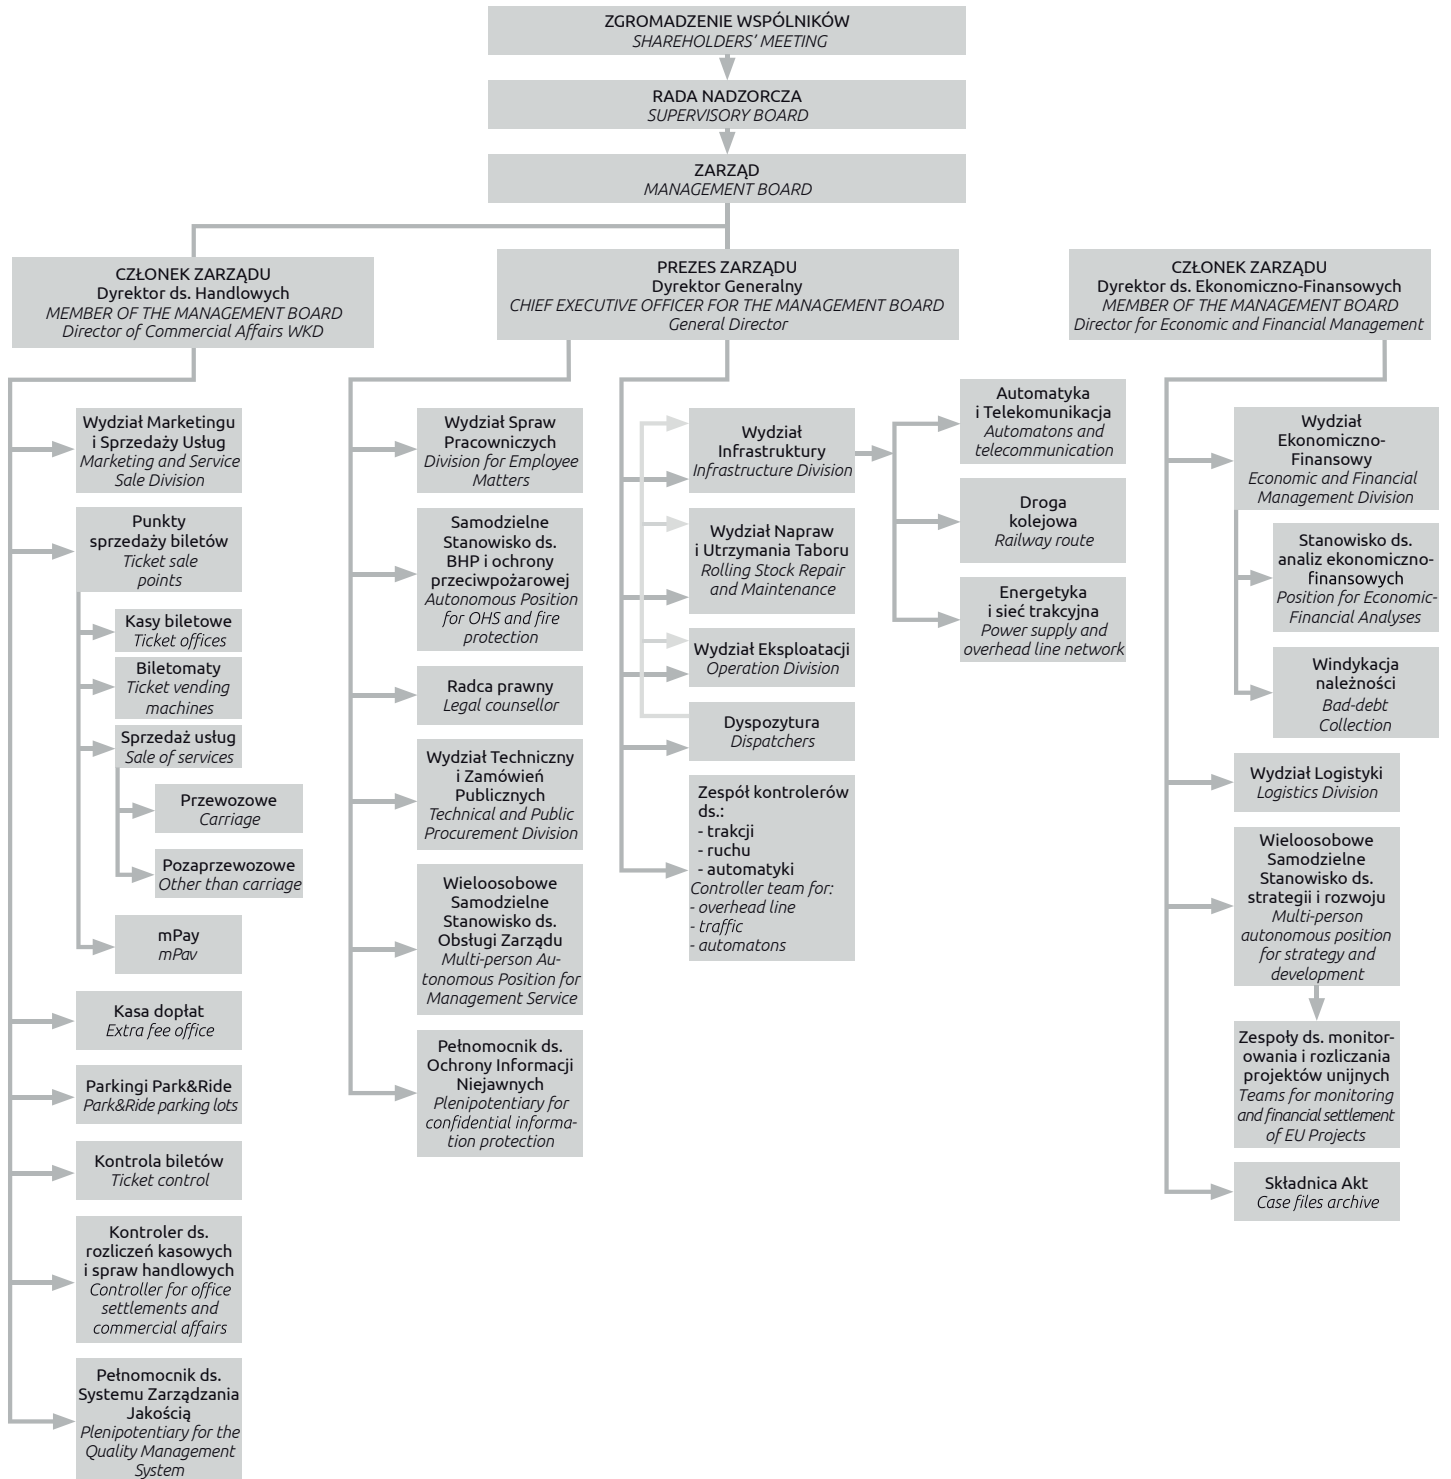 ZGROMADZENIE WSPÓLNIKÓW
SHAREHOLDERS’ MEETING
RADA NADZORCZA
SUPERVISORY BOARD
ZARZĄD
MANAGEMENT BOARD
CZŁONEK ZARZĄDU
Dyrektor ds. Handlowych
MEMBER OF THE MANAGEMENT BOARD
Director of Commercial Affairs WKD
PREZES ZARZĄDU
Dyrektor Generalny
CHIEF EXECUTIVE OFFICER FOR THE MANAGEMENT BOARD
General Director
CZŁONEK ZARZĄDU
Dyrektor ds. Ekonomiczno-Finansowych
MEMBER OF THE MANAGEMENT BOARD
Director for Economic and Financial Management
Wydział Marketingu
i Sprzedaży Usług
Marketing and Service
Sale Division
Punkty
sprzedaży biletów
Ticket sale
points
Kasy biletowe
Ticket offices
Biletomaty
Ticket vending
machines
Sprzedaż usług
Sale of services
Przewozowe
Carriage
Pozaprzewozowe
Other than carriage
mPay
mPav
Kasa dopłat
Extra fee office
Parkingi Park&Ride
Park&Ride parking lots
Kontrola biletów
Ticket control
Kontroler ds.
rozliczeń kasowych
i spraw handlowych
Controller for office
settlements and
commercial affairs
Pełnomocnik ds.
Systemu Zarządzania
Jakością
Plenipotentiary for the
Quality Management
System
Wydział Spraw
Pracowniczych
Division for Employee
Matters
Samodzielne
Stanowisko ds.
BHP i ochrony
przeciwpożarowej
Autonomous Position
for OHS and fire
protection
Radca prawny
Legal counsellor
Wydział Techniczny
i Zamówień
Publicznych
Technical and Public
Procurement Division
Wieloosobowe
Samodzielne
Stanowisko ds.
Obsługi Zarządu
Multi-person Au-
tonomous Position for
Management Service
Pełnomocnik ds.
Ochrony Informacji
Niejawnych
Plenipotentiary for
confidential informa-
tion protection
Wydział
Infrastruktury
Infrastructure Division
Wydział Napraw
i Utrzymania Taboru
Rolling Stock Repair
and Maintenance
Wydział Eksploatacji
Operation Division
Dyspozytura
Dispatchers
Zespół kontrolerów
ds.:
- trakcji
- ruchu
- automatyki
Controller team for:
- overhead line
- traffic
- automatons
Automatyka
i Telekomunikacja
Automatons and
telecommunication
Droga
kolejowa
Railway route
Energetyka
i sieć trakcyjna
Power supply and
overhead line network
Wydział
Ekonomiczno-
Finansowy
Economic and Financial
Management Division
Stanowisko ds.
analiz ekonomiczno-
finansowych
Position for Economic-
Financial Analyses
Windykacja
należności
Bad-debt
Collection
Wydział Logistyki
Logistics Division
Wieloosobowe
Samodzielne
Stanowisko ds.
strategii i rozwoju
Multi-person
autonomous position
for strategy and
development
Zespoły ds. monitor-
owania i rozliczania
projektów unijnych
Teams for monitoring
and financial settlement
of EU Projects
Składnica Akt
Case files archive